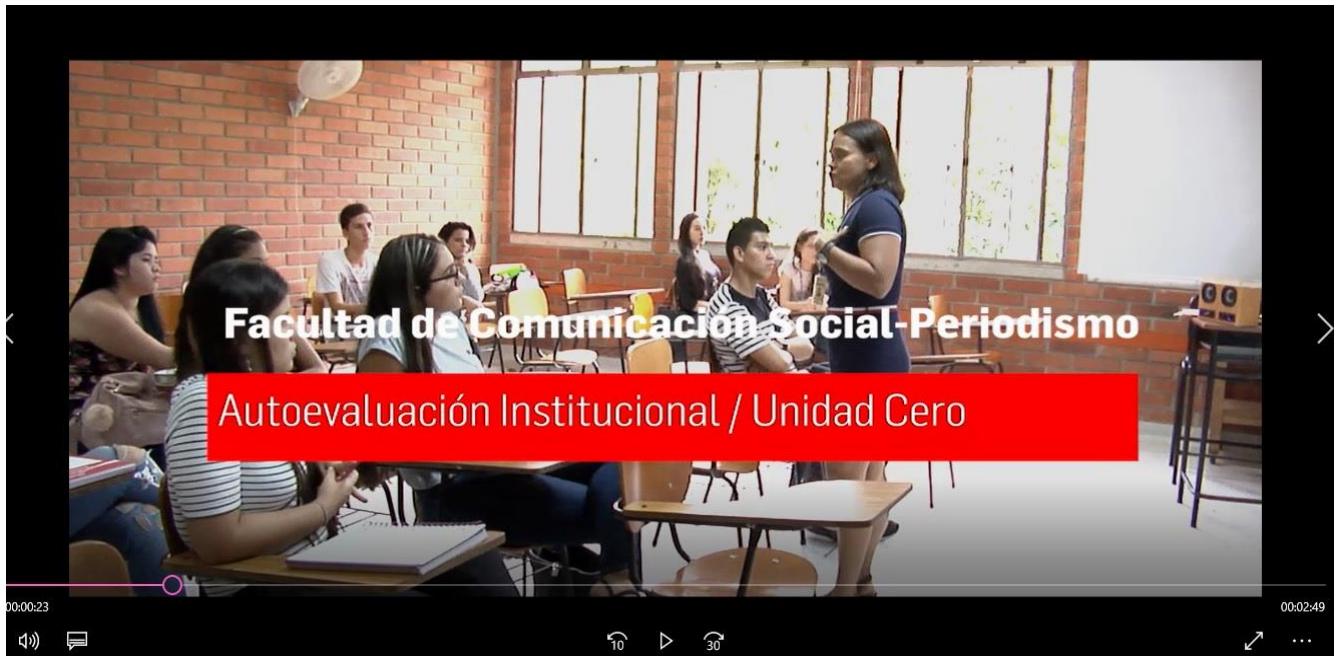 Facultad de Comunicación Social-Periodismo
Autoevaluación Institucional / Unidad Cero
00:00:23
00:02:49
10
30